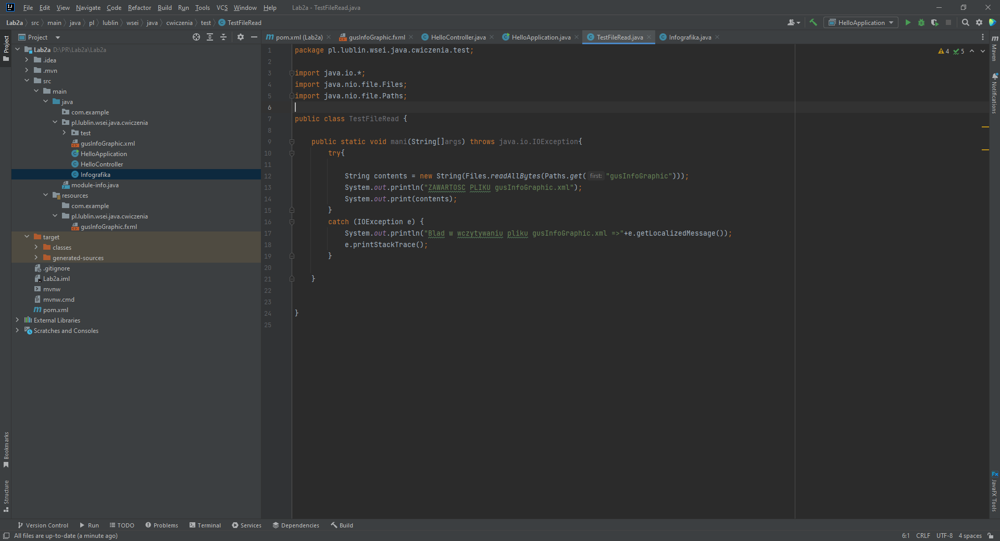 File Edit View Navigate Code Refactor Build Run Tools VCS Window Help Lab2a - TestFileRead.java
Lab2a src main java pl lublin wsei java cwiczenia test TestFileRead HelloApplication
Project
Project
pom.xml (Lab2a) gusInfoGraphic.fxml HelloController.java HelloApplication.java TestFileRead.java Infografika.java
Lab2a D:\PR\Lab2a\Lab2a
.idea
.mvn
src
main
java
com.example
pl.lublin.wsei.java.cwiczenia
test
gusInfoGraphic.xml
HelloApplication
HelloController
Infografika
module-info.java
resources
com.example
pl.lublin.wsei.java.cwiczenia
gusInfoGraphic.fxml
target
classes
generated-sources
.gitignore
Lab2a.iml
mvnw
mvnw.cmd
pom.xml
External Libraries
Scratches and Consoles
Bookmarks
Structure
1 package pl.lublin.wsei.java.cwiczenia.test;
2
3 import java.io.*;
4 import java.nio.file.Files;
5 import java.nio.file.Paths;
6
7 public class TestFileRead {
8
9 public static void mani(String[]args) throws java.io.IOException{
10 try{
11
12 String contents = new String(Files.readAllBytes(Paths.get( first: "gusInfoGraphic")));
13 System.out.println("ZAWARTOSC PLIKU gusInfoGraphic.xml");
14 System.out.print(contents);
15 }
16 catch (IOException e) {
17 System.out.println("Blad w wczytywaniu pliku gusInfoGraphic.xml =>"+e.getLocalizedMessage());
18 e.printStackTrace();
19 }
20
21 }
22
23
24 }
25
4 5
m
Maven
Notifications
Fx
JavaFX Tools
Version Control Run TODO Problems Terminal Services Dependencies Build
All files are up-to-date (a minute ago) 6:1 CRLF UTF-8 4 spaces